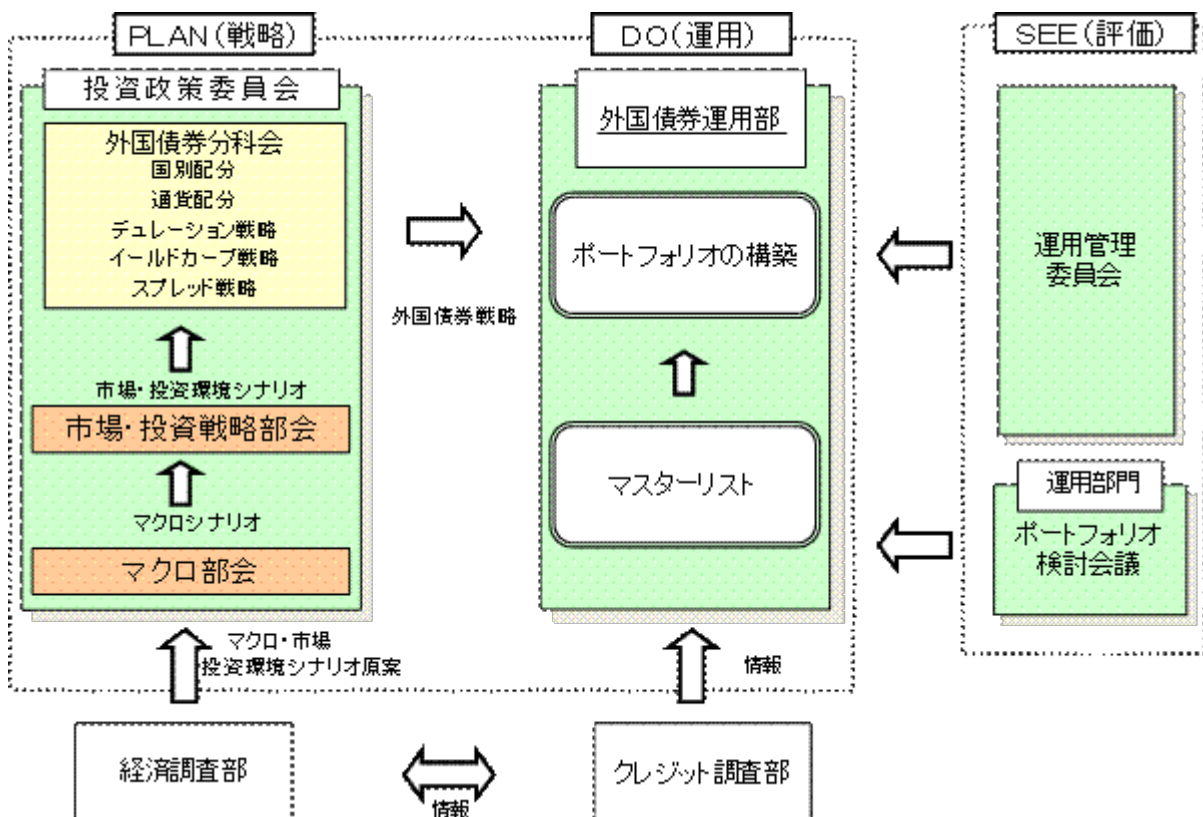 PLAN(戦略)
投資政策委員会
外国債券分科会
国別配分
通貨配分
デュレーション戦略
イールドカーブ戦略
スプレッド戦略
市場・投資環境シナリオ
市場・投資戦略部会
マクロシナリオ
マクロ部会
マクロ・市場
投資環境シナリオ原案
経済調査部
外国債券戦略
情報
DO(運用)
外国債券運用部
ポートフォリオの構築
マスターリスト
情報
クレジット調査部
SEE(評価)
運用管理
委員会
運用部門
ポートフォリオ
検討会議